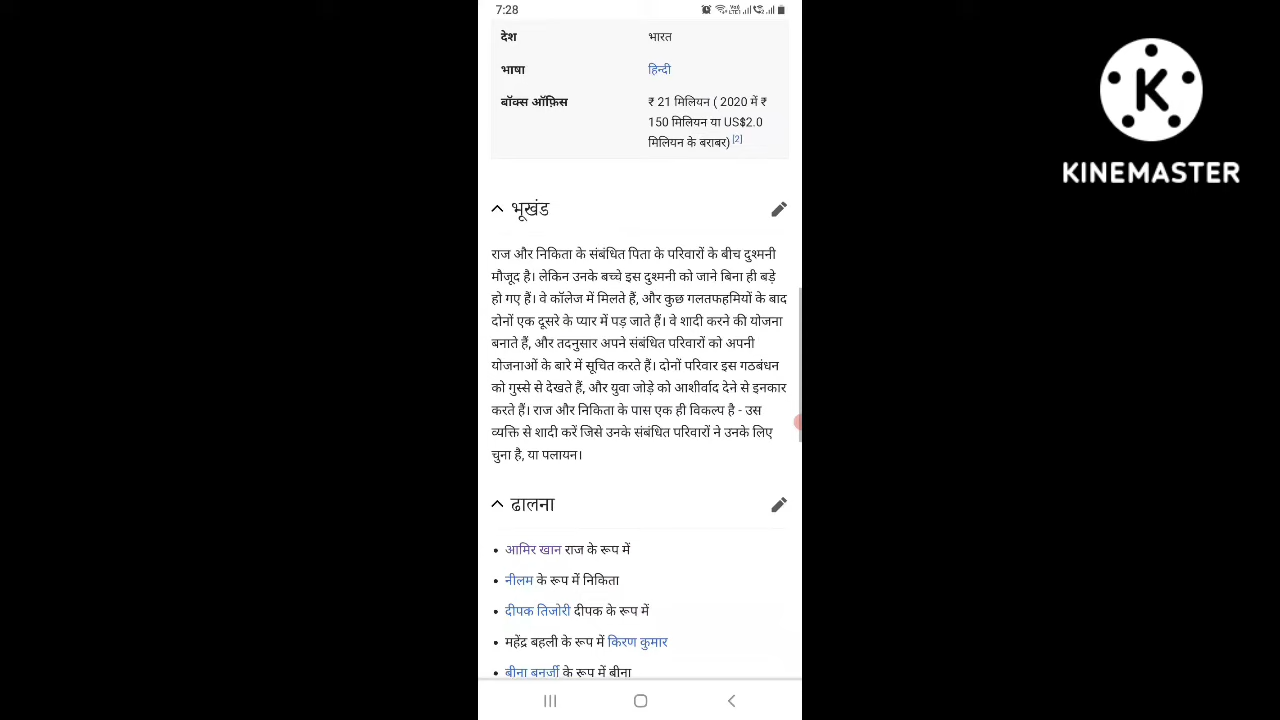 7:28
देश भारत
भाषा हिन्दी
बॉक्स ऑफ़िस ₹ 21 मिलियन ( 2020 में ₹
150 मिलियन या US$2.0
मिलियन के बराबर) [2]
भूखंड
राज और निकिता के संबंधित पिता के परिवारों के बीच दुश्मनी
मौजूद है। लेकिन उनके बच्चे इस दुश्मनी को जाने बिना ही बड़े
हो गए हैं। वे कॉलेज में मिलते हैं, और कुछ गलतफहमियों के बाद
दोनों एक दूसरे के प्यार में पड़ जाते हैं। वे शादी करने की योजना
बनाते हैं, और तदनुसार अपने संबंधित परिवारों को अपनी
योजनाओं के बारे में सूचित करते हैं। दोनों परिवार इस गठबंधन
को गुस्से से देखते हैं, और युवा जोड़े को आशीर्वाद देने से इनकार
करते हैं। राज और निकिता के पास एक ही विकल्प है - उस
व्यक्ति से शादी करें जिसे उनके संबंधित परिवारों ने उनके लिए
चुना है, या पलायन।
ढालना
आमिर खान राज के रूप में
नीलम के रूप में निकिता
दीपक तिजोरी दीपक के रूप में
महेंद्र बहली के रूप में किरण कुमार
बीना बनर्जी के रूप में बीना
K
KINEMASTER